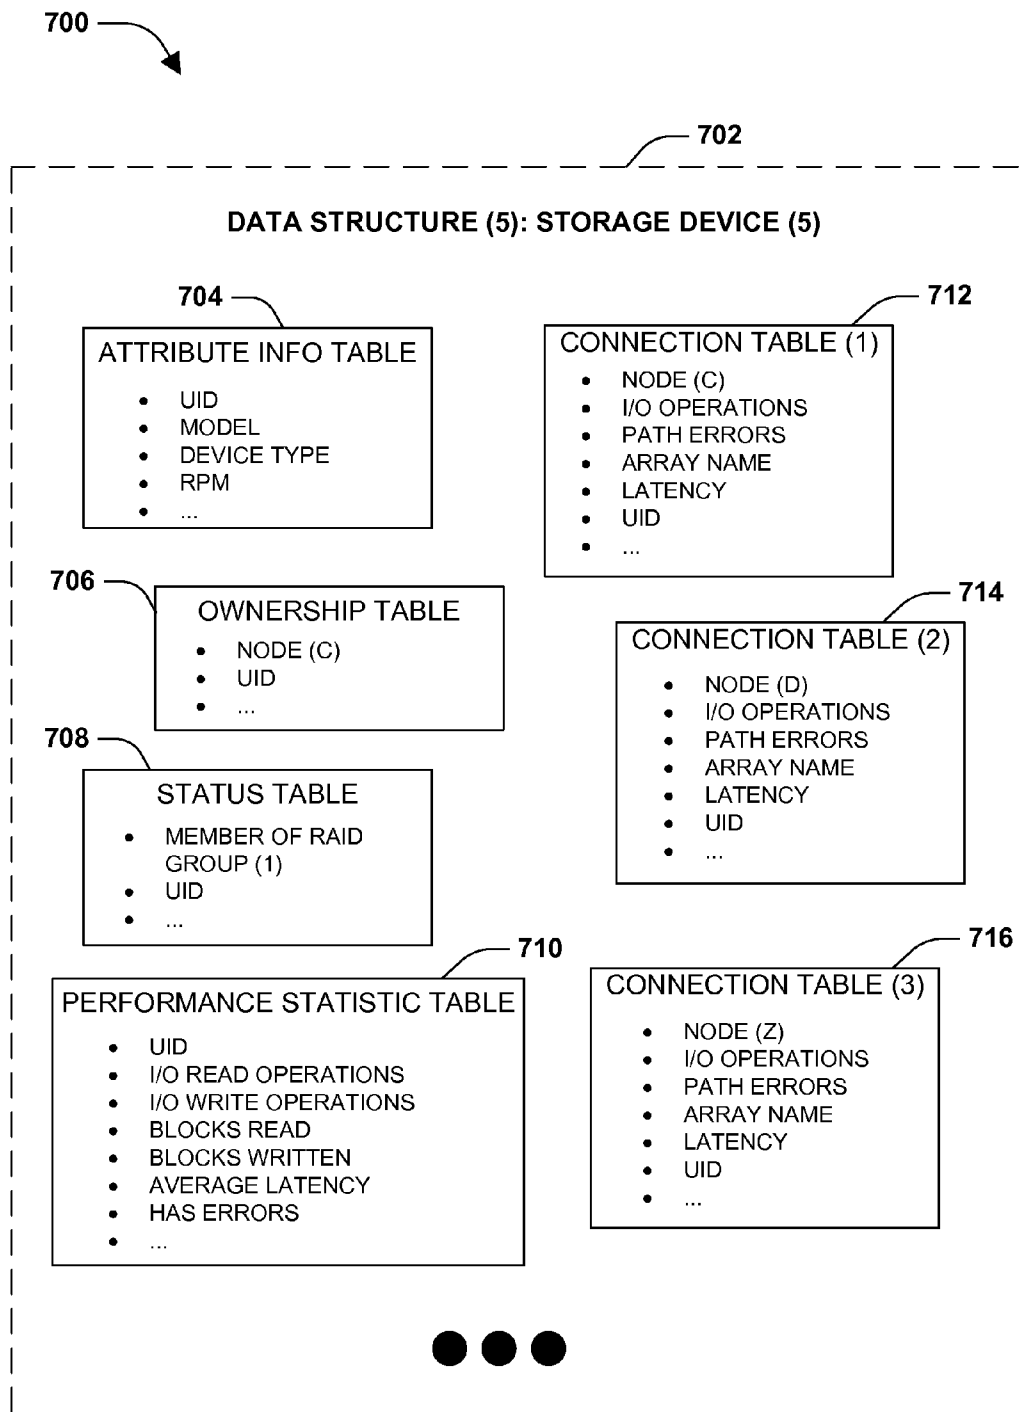 700
702
DATA STRUCTURE (5): STORAGE DEVICE (5)
704
ATTRIBUTE INFO TABLE
• UID
• MODEL
• DEVICE TYPE
• RPM
• ...
706
OWNERSHIP TABLE
• NODE (C)
• UID
• ...
708
STATUS TABLE
• MEMBER OF RAID
GROUP (1)
• UID
• ...
710
PERFORMANCE STATISTIC TABLE
• UID
• I/O READ OPERATIONS
• I/O WRITE OPERATIONS
• BLOCKS READ
• BLOCKS WRITTEN
• AVERAGE LATENCY
• HAS ERRORS
• ...
712
CONNECTION TABLE (1)
• NODE (C)
• I/O OPERATIONS
• PATH ERRORS
• ARRAY NAME
• LATENCY
• UID
• ...
714
CONNECTION TABLE (2)
• NODE (D)
• I/O OPERATIONS
• PATH ERRORS
• ARRAY NAME
• LATENCY
• UID
• ...
716
CONNECTION TABLE (3)
• NODE (Z)
• I/O OPERATIONS
• PATH ERRORS
• ARRAY NAME
• LATENCY
• UID
• ...